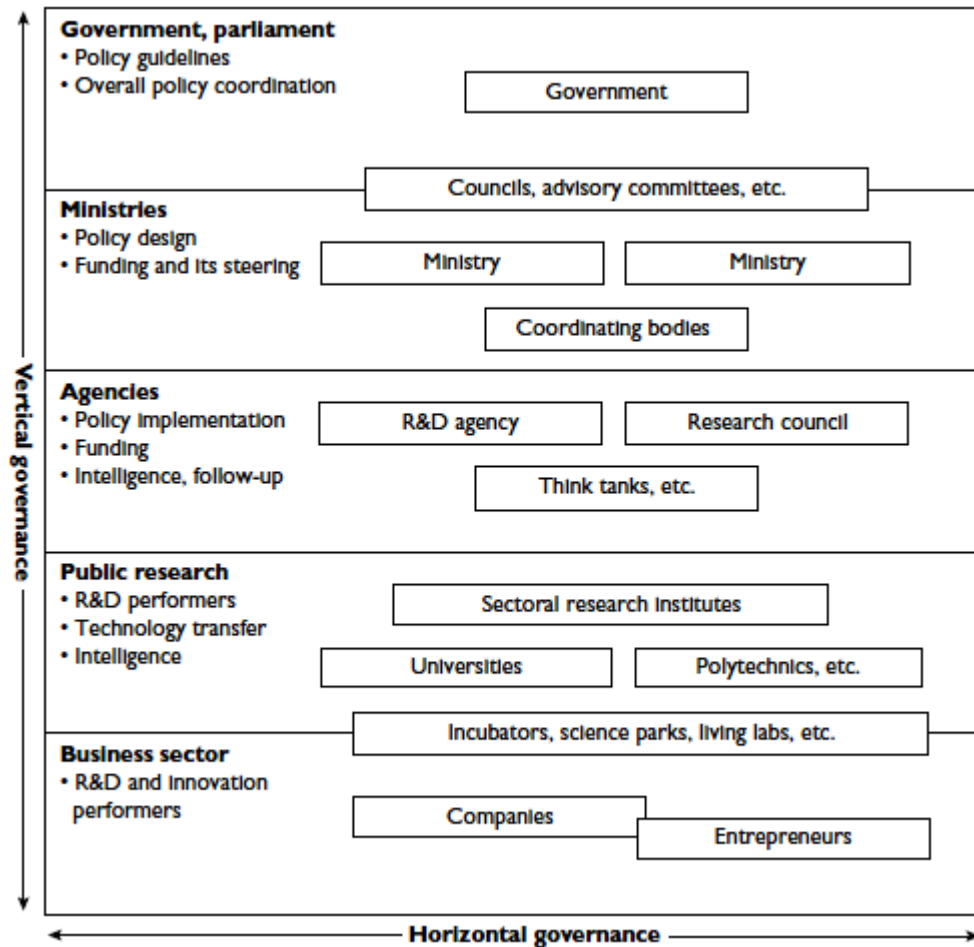 Government, parliament
• Policy guidelines
• Overall policy coordination
Government
Councils, advisory committees, etc.
Ministries
• Policy design
• Funding and its steering
Ministry
Ministry
Coordinating bodies
Agencies
• Policy implementation
• Funding
• Intelligence, follow-up
R&D agency
Research council
Think tanks, etc.
Public research
• R&D performers
• Technology transfer
• Intelligence
Sectoral research institutes
Universities
Polytechnics, etc.
Incubators, science parks, living labs, etc.
Business sector
• R&D and innovation
performers
Companies
Entrepreneurs
Vertical governance
Horizontal governance